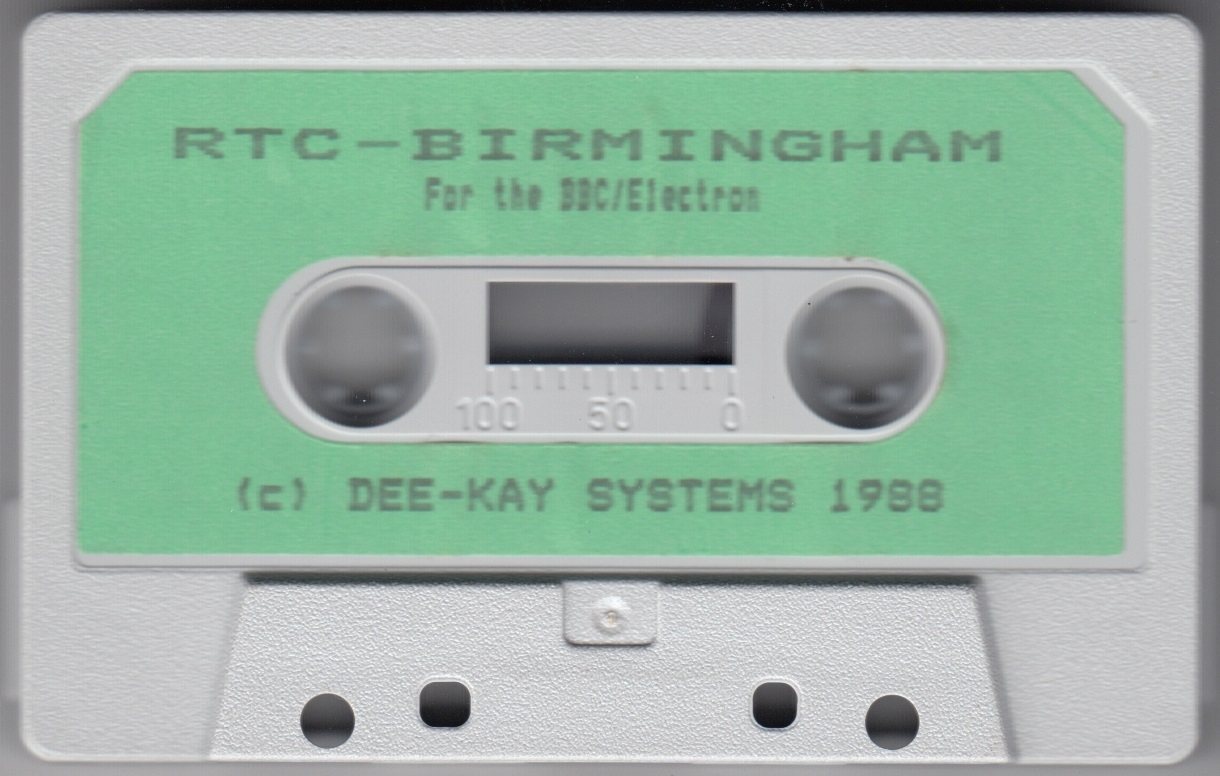 RTC-BIRMINGHAM
For the BBC/Electron
100 50 0
(c) DEE-KAY SYSTEMS 1988